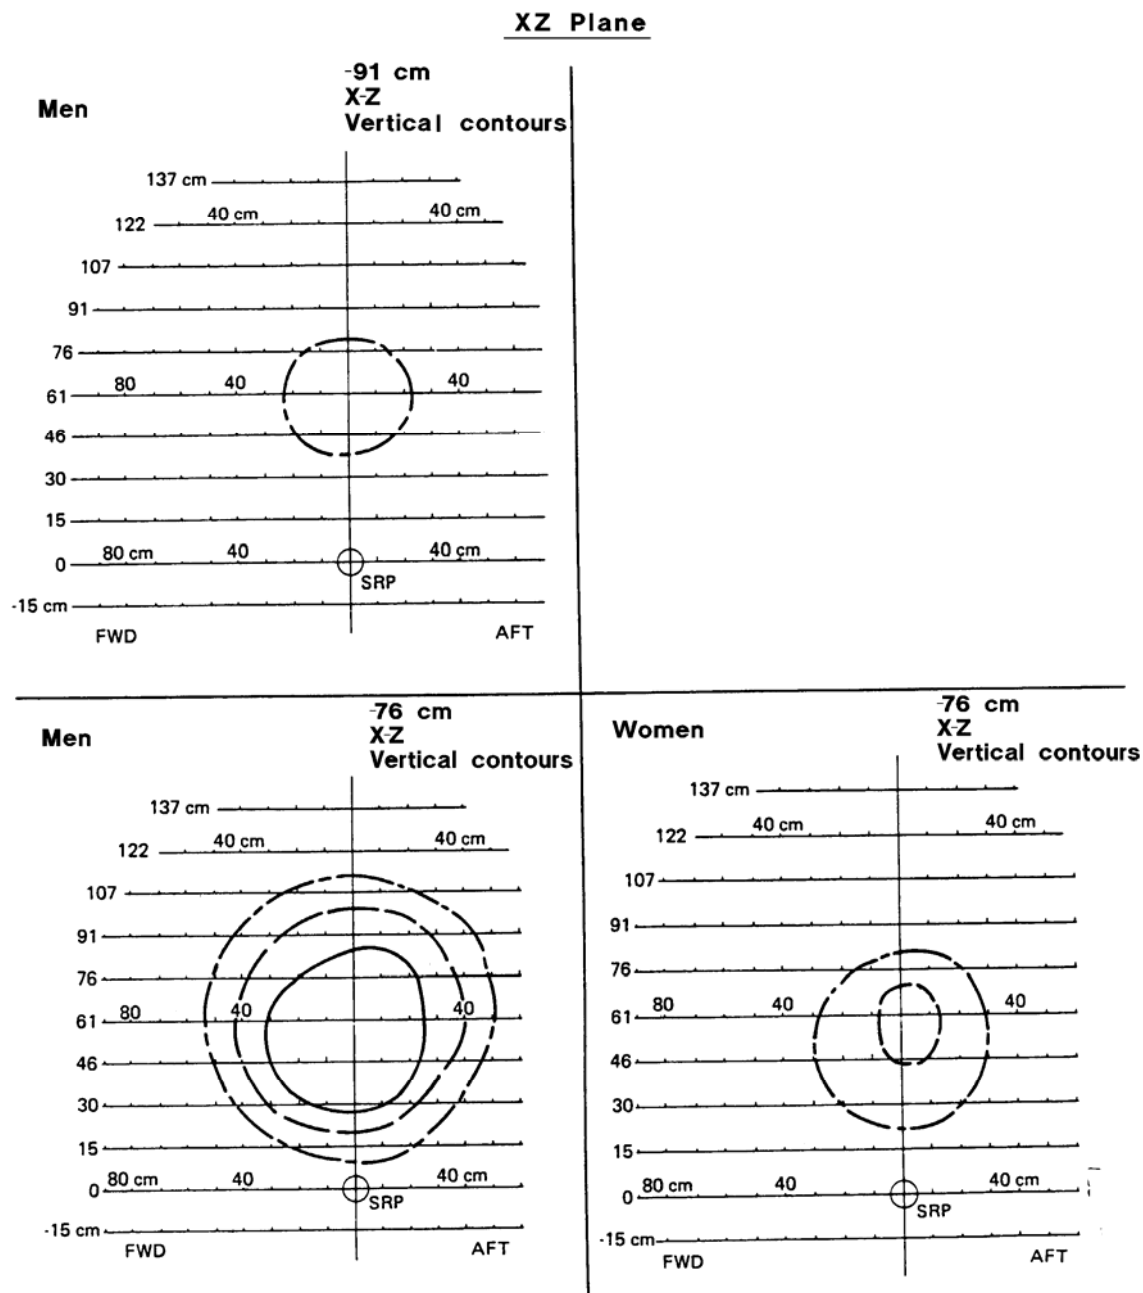 XZ Plane
Men
-91 cm
X-Z
Vertical contours
137 cm
40 cm 40 cm
122
107
91
76
80 40 40
61
46
30
15
80 cm 40 40 cm
0
SRP
-15 cm
FWD AFT
Men
-76 cm
X-Z
Vertical contours
137 cm
40 cm 40 cm
122
107
91
76
80 40 40
61
46
30
15
80 cm 40 40 cm
0
SRP
-15 cm
FWD AFT
Women
-76 cm
X-Z
Vertical contours
137 cm
40 cm 40 cm
122
107
91
76
80 40 40
61
46
30
15
80 cm 40 40 cm
0
SRP
-15 cm
FWD AFT